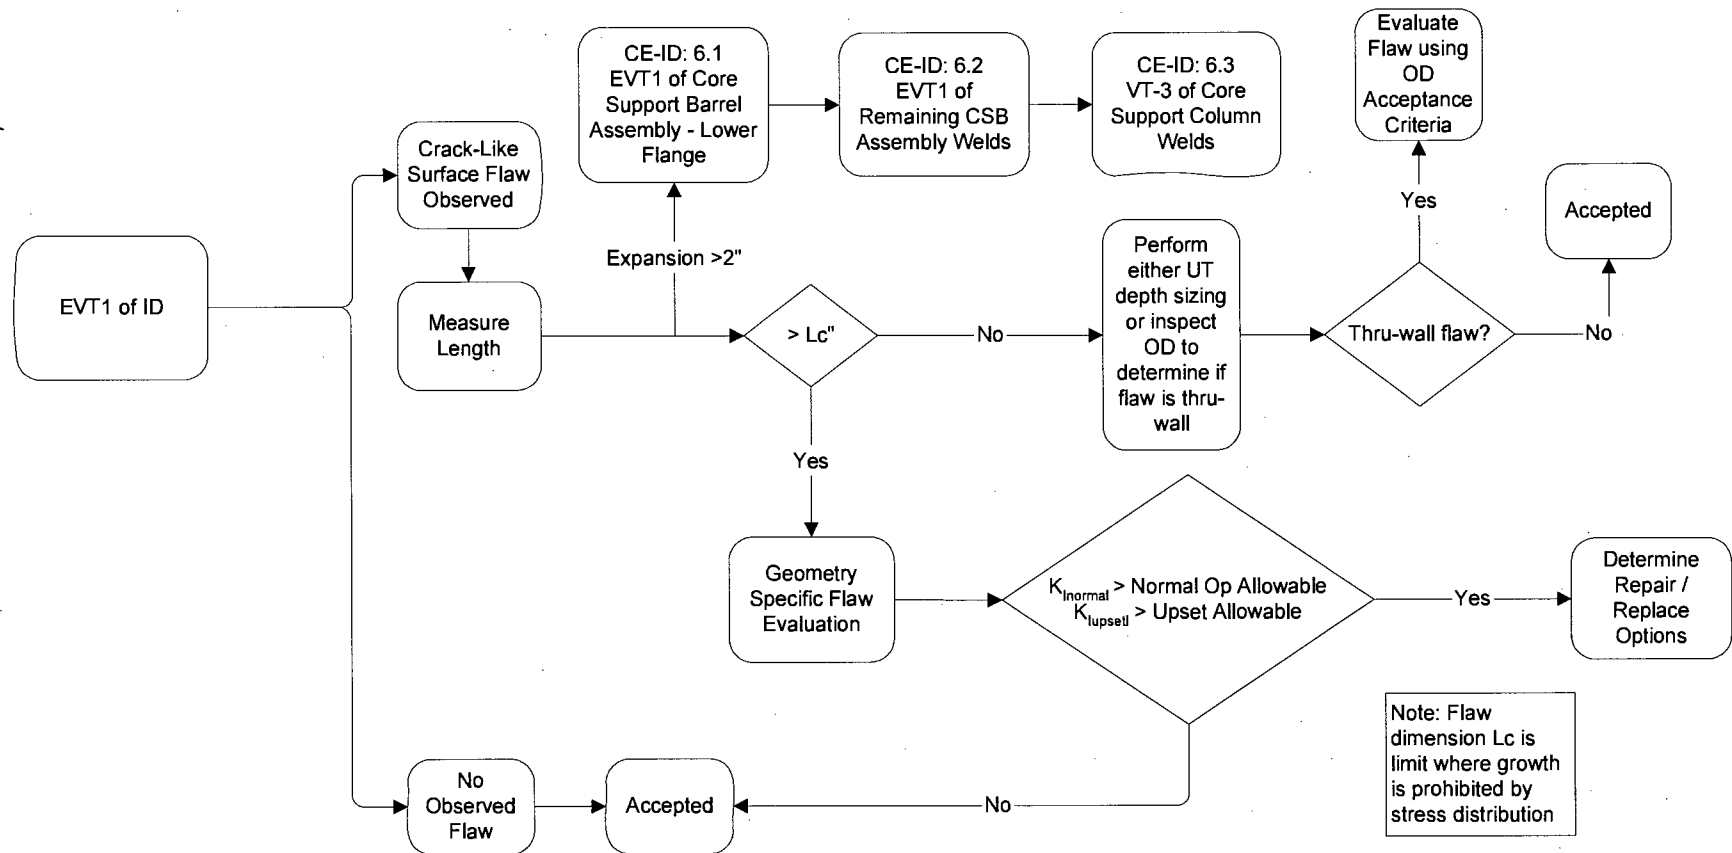 EVT1 of ID
Crack-Like
Surface Flaw
Observed
Measure
Length
CE-ID: 6.1
EVT1 of Core
Support Barrel
Assembly - Lower
Flange
CE-ID: 6.2
EVT1 of
Remaining CSB
Assembly Welds
CE-ID: 6.3
VT-3 of Core
Support Column
Welds
Expansion >2"
> Lc"
No
Perform
either UT
depth sizing
or inspect
OD to
determine if
flaw is thru-
wall
Thru-wall flaw?
Yes
Evaluate
Flaw using
OD
Acceptance
Criteria
No
Accepted
Yes
Geometry
Specific Flaw
Evaluation
KInormal > Normal Op Allowable
KIupsetl > Upset Allowable
Yes
Determine
Repair /
Replace
Options
No
No
Observed
Flaw
Accepted
Note: Flaw
dimension Lc is
limit where growth
is prohibited by
stress distribution